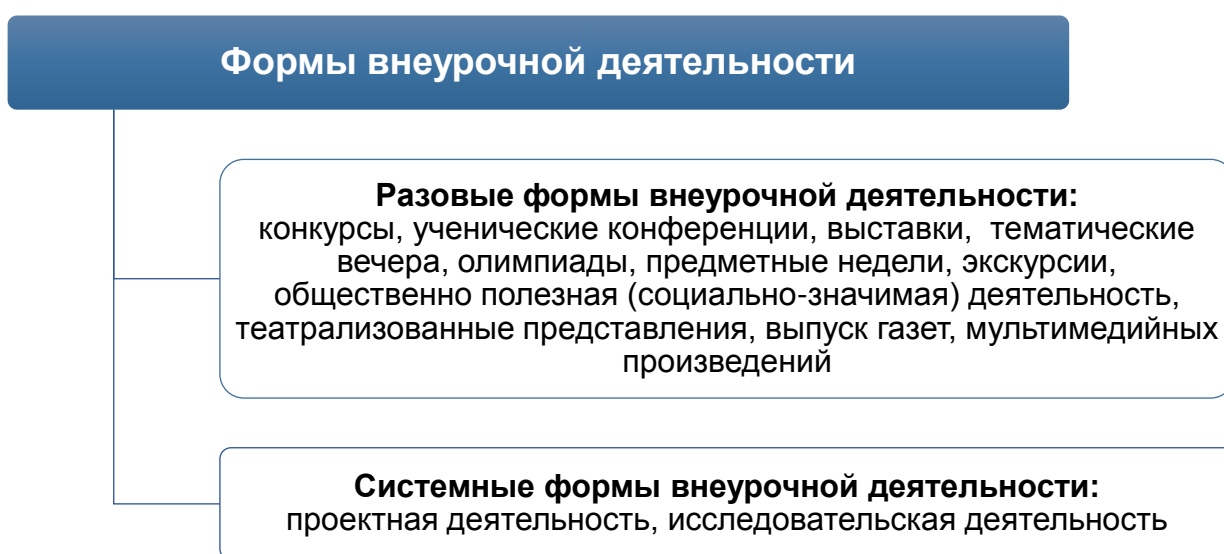 Формы внеурочной деятельности
Разовые формы внеурочной деятельности:
конкурсы, ученические конференции, выставки, тематические
вечера, олимпиады, предметные недели, экскурсии,
общественно полезная (социально-значимая) деятельность,
театрализованные представления, выпуск газет, мультимедийных
произведений
Системные формы внеурочной деятельности:
проектная деятельность, исследовательская деятельность